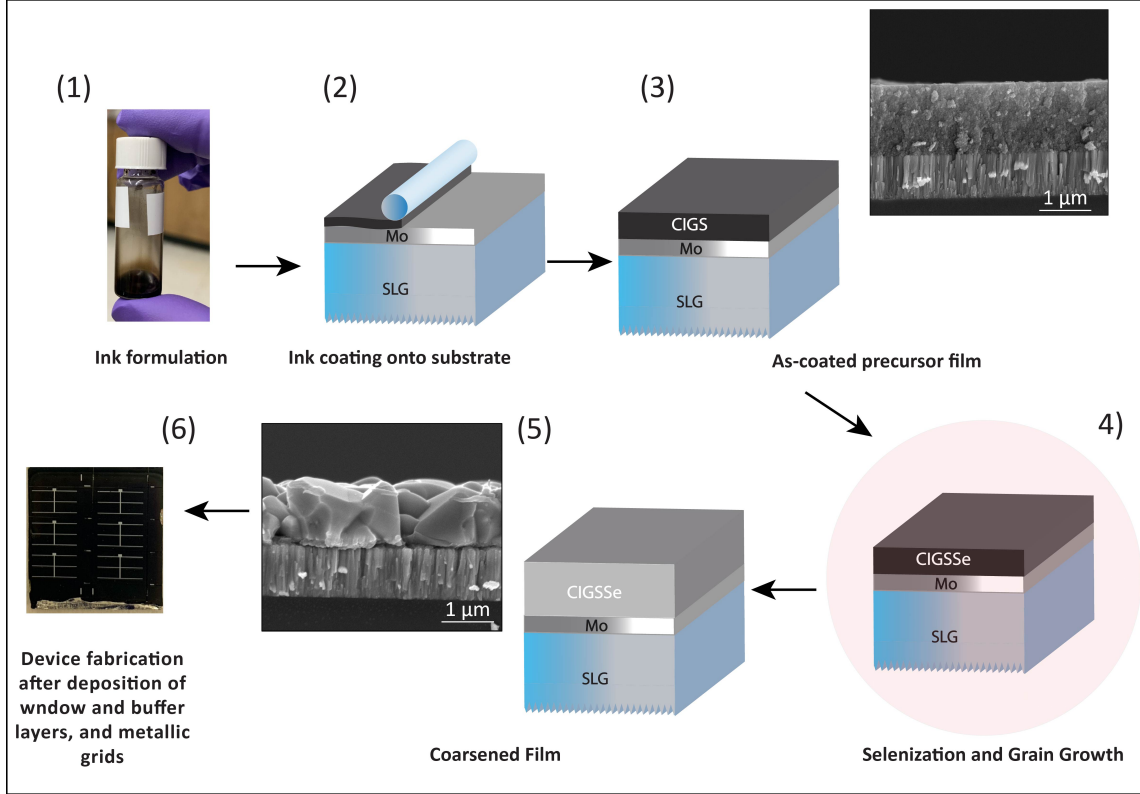 (1)
Ink formulation
(2)
Mo
SLG
Ink coating onto substrate
(3)
CIGS
Mo
SLG
1 µm
As-coated precursor film
4)
CIGSSe
Mo
SLG
Selenization and Grain Growth
(5)
1 µm
CIGSSe
Mo
SLG
Coarsened Film
(6)
Device fabrication
after deposition of
wndow and buffer
layers, and metallic
grids